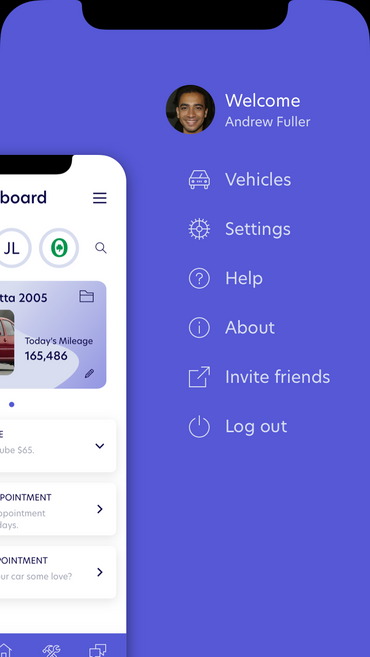 Welcome
Andrew Fuller
Vehicles
Settings
Help
About
Invite friends
Log out
board
JL
tta 2005
Today's Mileage
165,486
E
ube $65.
POINTMENT
ppointment
days.
POINTMENT
ur car some love?